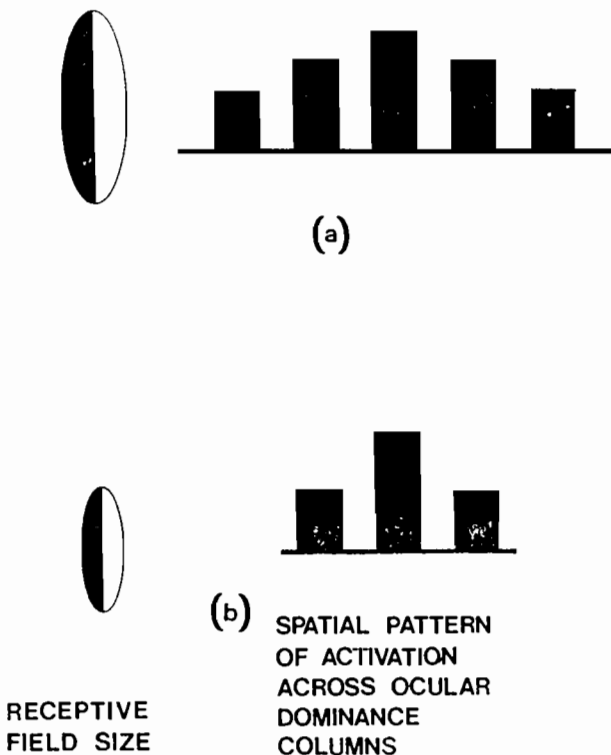 (a)
(b)
SPATIAL PATTERN
OF ACTIVATION
ACROSS OCULAR
DOMINANCE
COLUMNS
RECEPTIVE
FIELD SIZE